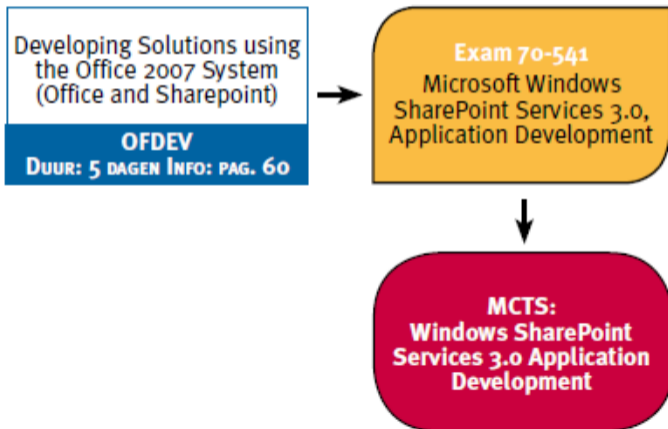 Developing Solutions using
the Office 2007 System
(Office and Sharepoint)
OFDEV
DUUR: 5 DAGEN INFO: PAG. 60
Exam 70-541
Microsoft Windows
SharePoint Services 3.0,
Application Development
MCTS:
Windows SharePoint
Services 3.0 Application
Development